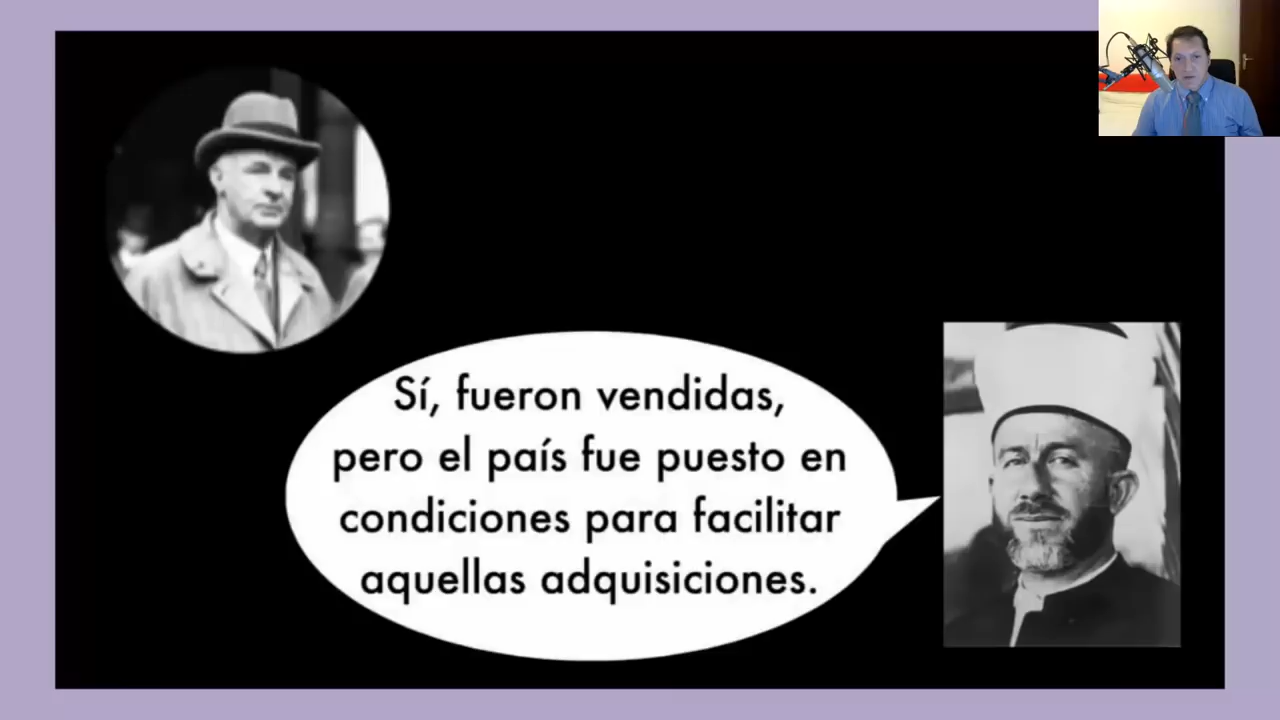 Sí, fueron vendidas,
pero el país fue puesto en
condiciones para facilitar
aquellas adquisiciones.